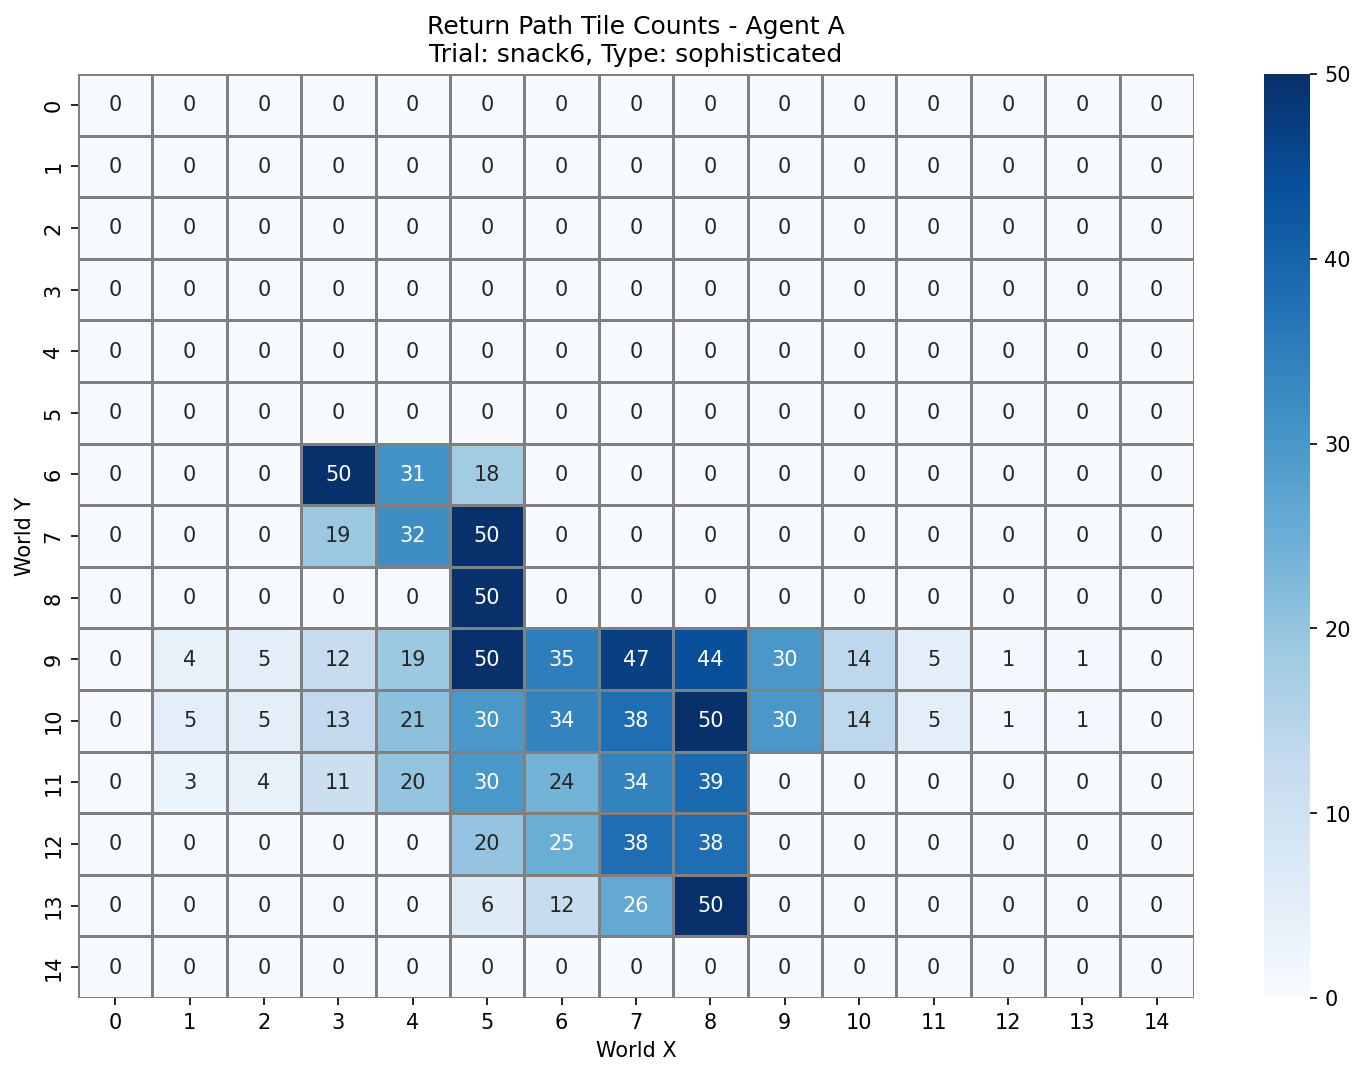 Return Path Tile Counts - Agent A
Trial: snack6, Type: sophisticated
World Y
0 0 0 0 0 0 0 0 0 0 0 0 0 0 0 0
1 0 0 0 0 0 0 0 0 0 0 0 0 0 0 0
2 0 0 0 0 0 0 0 0 0 0 0 0 0 0 0
3 0 0 0 0 0 0 0 0 0 0 0 0 0 0 0
4 0 0 0 0 0 0 0 0 0 0 0 0 0 0 0
5 0 0 0 0 0 0 0 0 0 0 0 0 0 0 0
6 0 0 0 50 31 18 0 0 0 0 0 0 0 0 0
7 0 0 0 19 32 50 0 0 0 0 0 0 0 0 0
8 0 0 0 0 0 50 0 0 0 0 0 0 0 0 0
9 0 4 5 12 19 50 35 47 44 30 14 5 1 1 0
10 0 5 5 13 21 30 34 38 50 30 14 5 1 1 0
11 0 3 4 11 20 30 24 34 39 0 0 0 0 0 0
12 0 0 0 0 0 20 25 38 38 0 0 0 0 0 0
13 0 0 0 0 0 6 12 26 50 0 0 0 0 0 0
14 0 0 0 0 0 0 0 0 0 0 0 0 0 0 0
0 1 2 3 4 5 6 7 8 9 10 11 12 13 14
World X
50
40
30
20
10
0